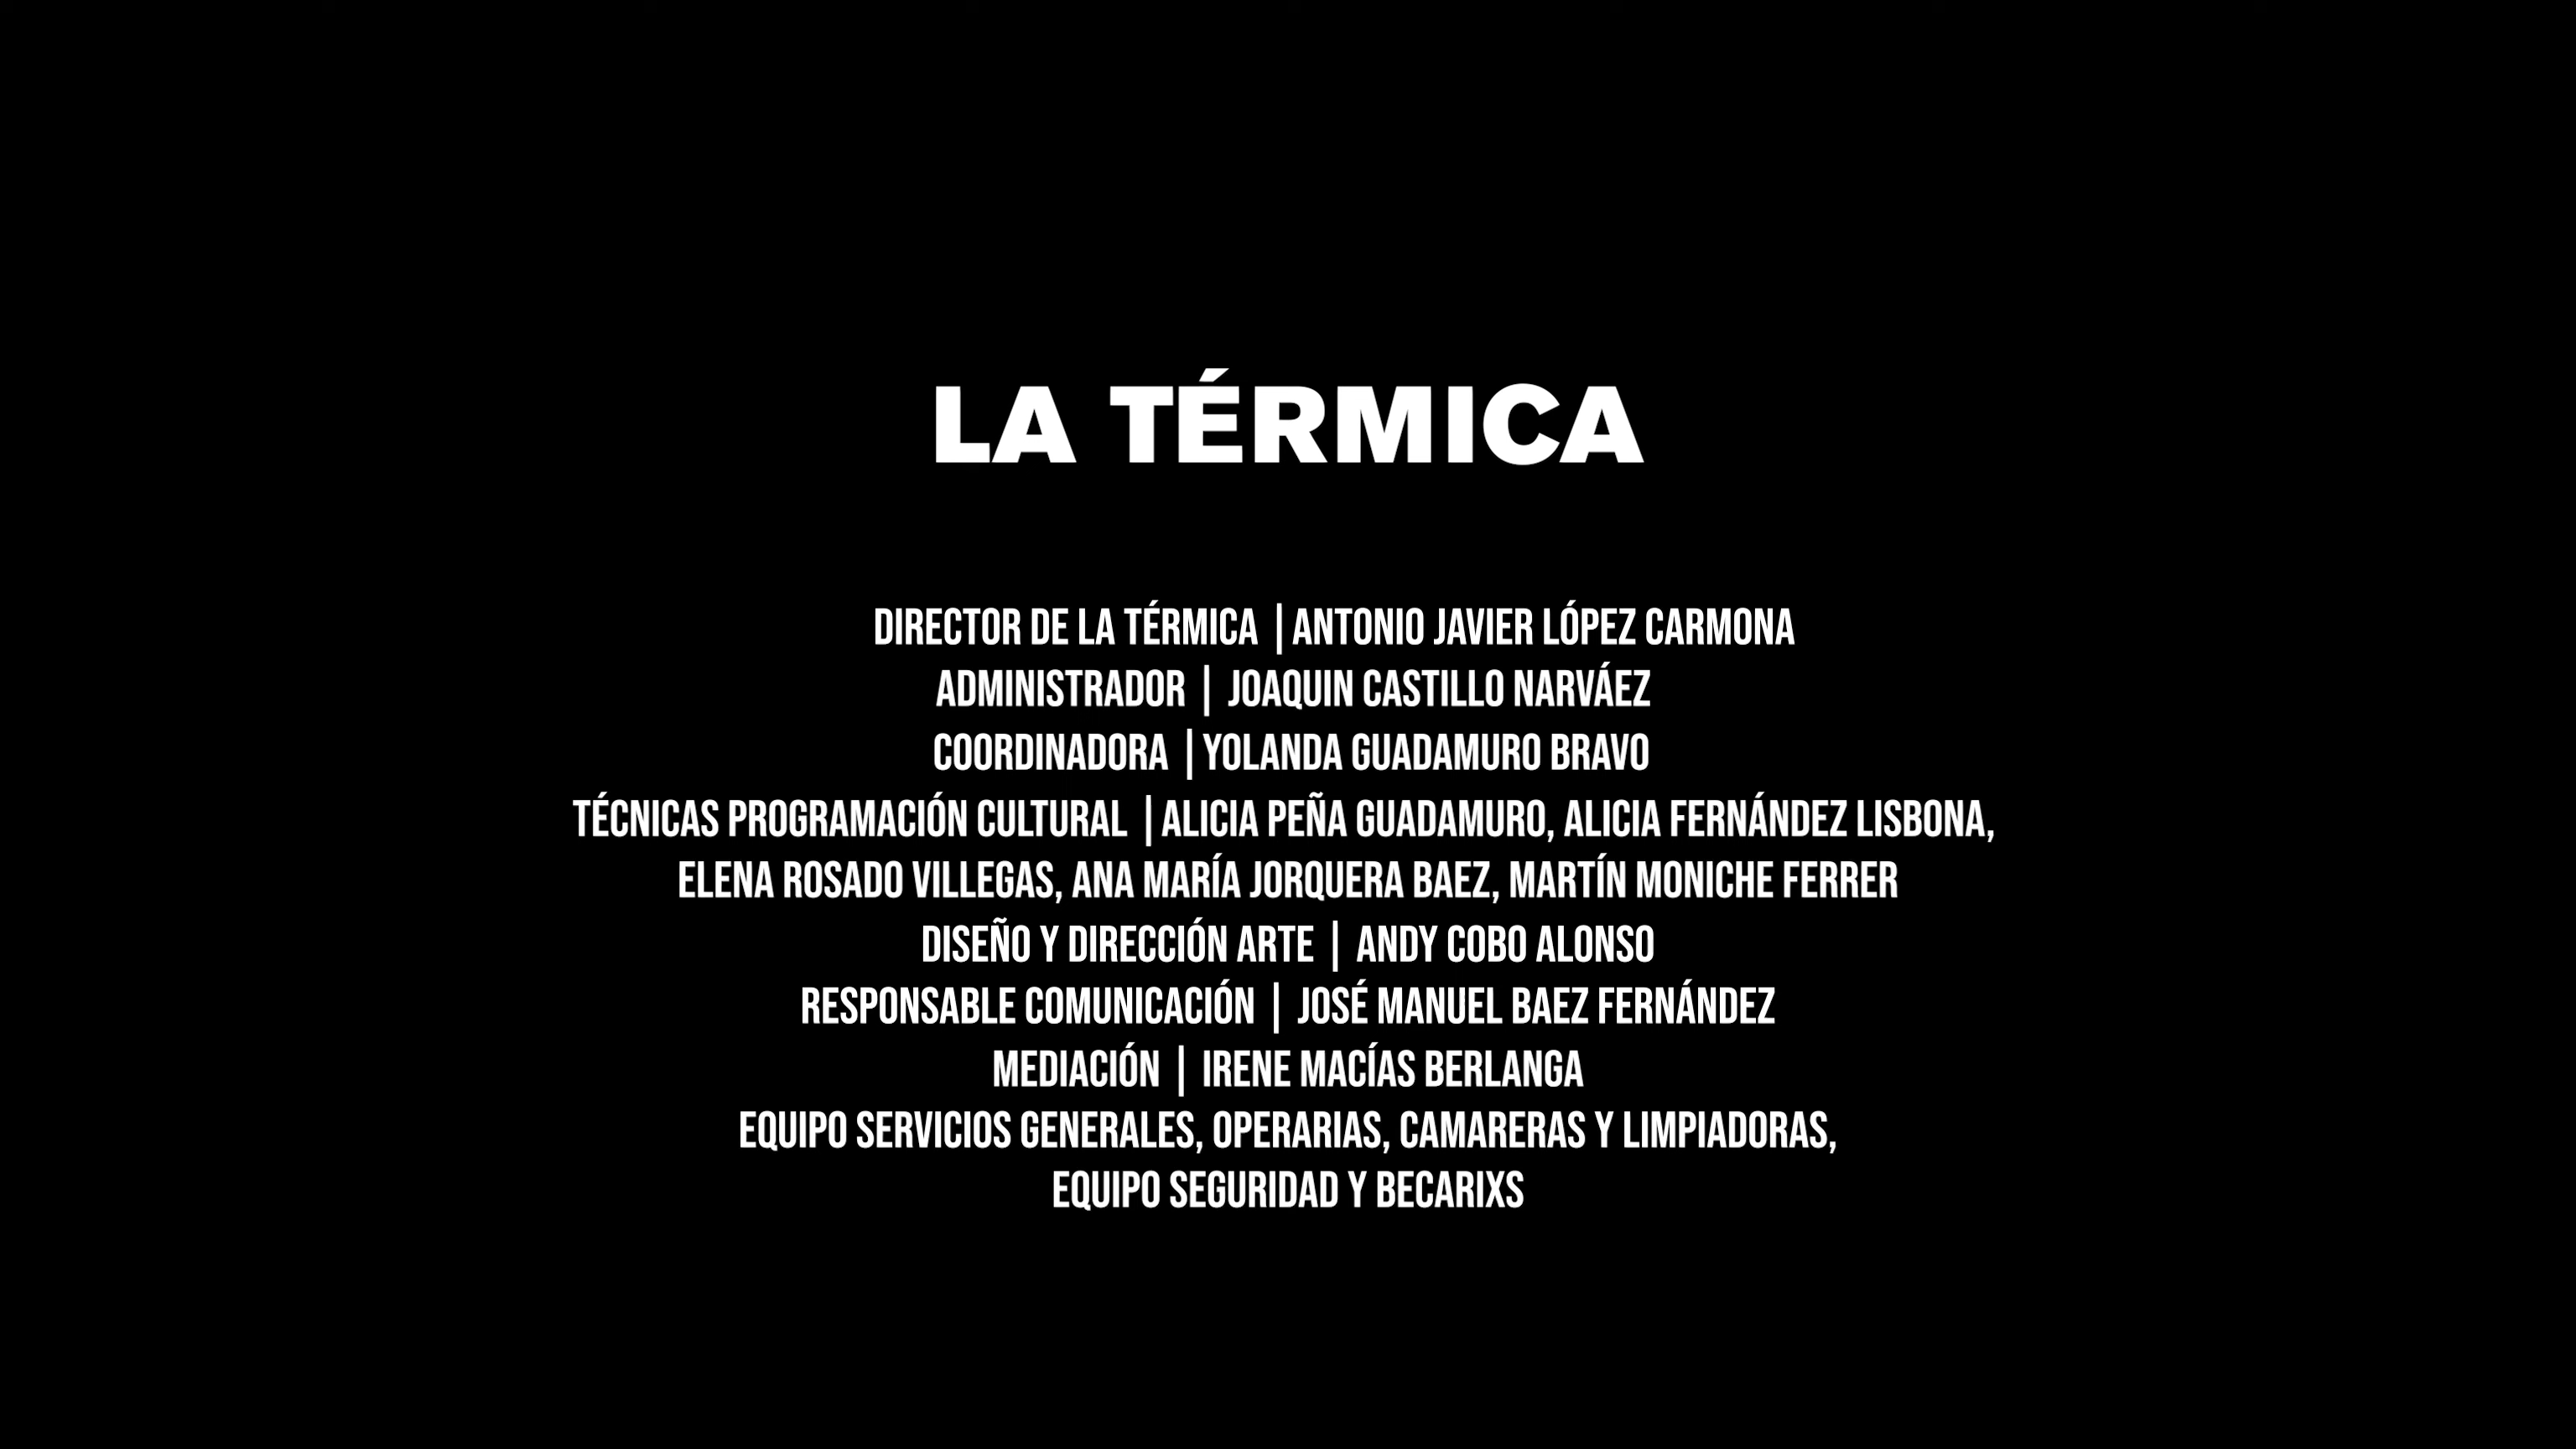 LA TÉRMICA
DIRECTOR DE LA TÉRMICA | ANTONIO JAVIER LÓPEZ CARMONA
ADMINISTRADOR | JOAQUIN CASTILLO NARVÁEZ
COORDINADORA | YOLANDA GUADAMURO BRAVO
TÉCNICAS PROGRAMACIÓN CULTURAL | ALICIA PEÑA GUADAMURO, ALICIA FERNÁNDEZ LISBONA,
ELENA ROSADO VILLEGAS, ANA MARÍA JORQUERA BAEZ, MARTÍN MONICHE FERRER
DISEÑO Y DIRECCIÓN ARTE | ANDY COBO ALONSO
RESPONSABLE COMUNICACIÓN | JOSÉ MANUEL BAEZ FERNÁNDEZ
MEDIACIÓN | IRENE MACÍAS BERLANGA
EQUIPO SERVICIOS GENERALES, OPERARIAS, CAMARERAS Y LIMPIADORAS,
EQUIPO SEGURIDAD Y BECARIXS